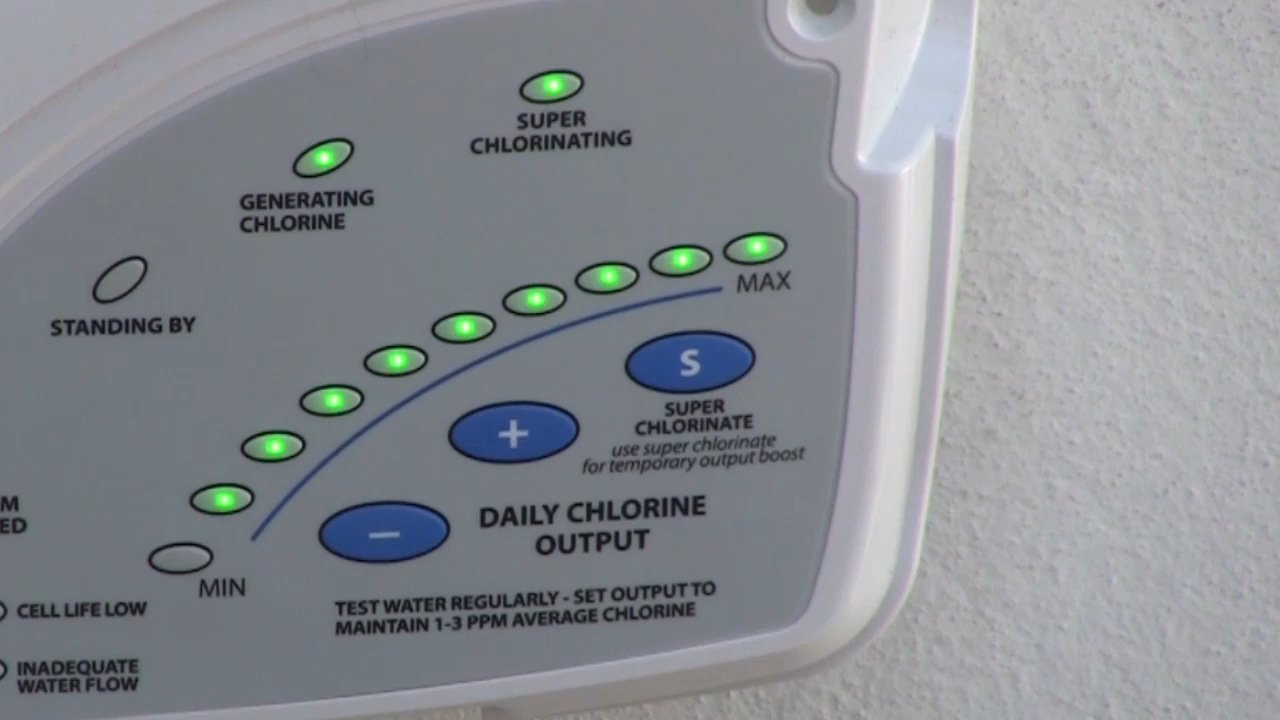 SUPER
CHLORINATING
GENERATING
CHLORINE
STANDING BY
MAX
S
SUPER
CHLORINATE
use super chlorinate
for temporary output boost
+
−
DAILY CHLORINE
OUTPUT
M
ED
MIN
CELL LIFE LOW
TEST WATER REGULARLY - SET OUTPUT TO
MAINTAIN 1-3 PPM AVERAGE CHLORINE
INADEQUATE
WATER FLOW